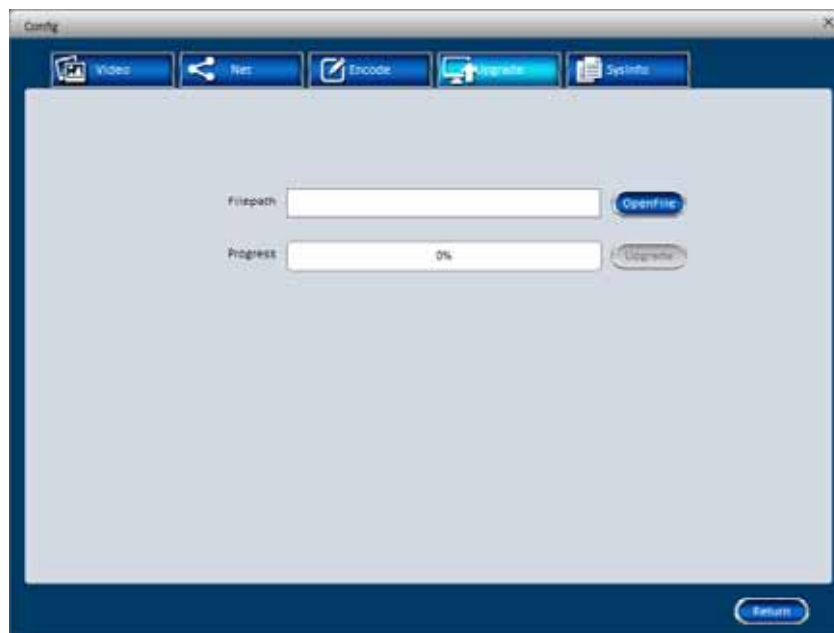 Config
Video Net Encode Upgrade SysInfo
Filepath OpenFile
Progress 0% Upgrade
Return